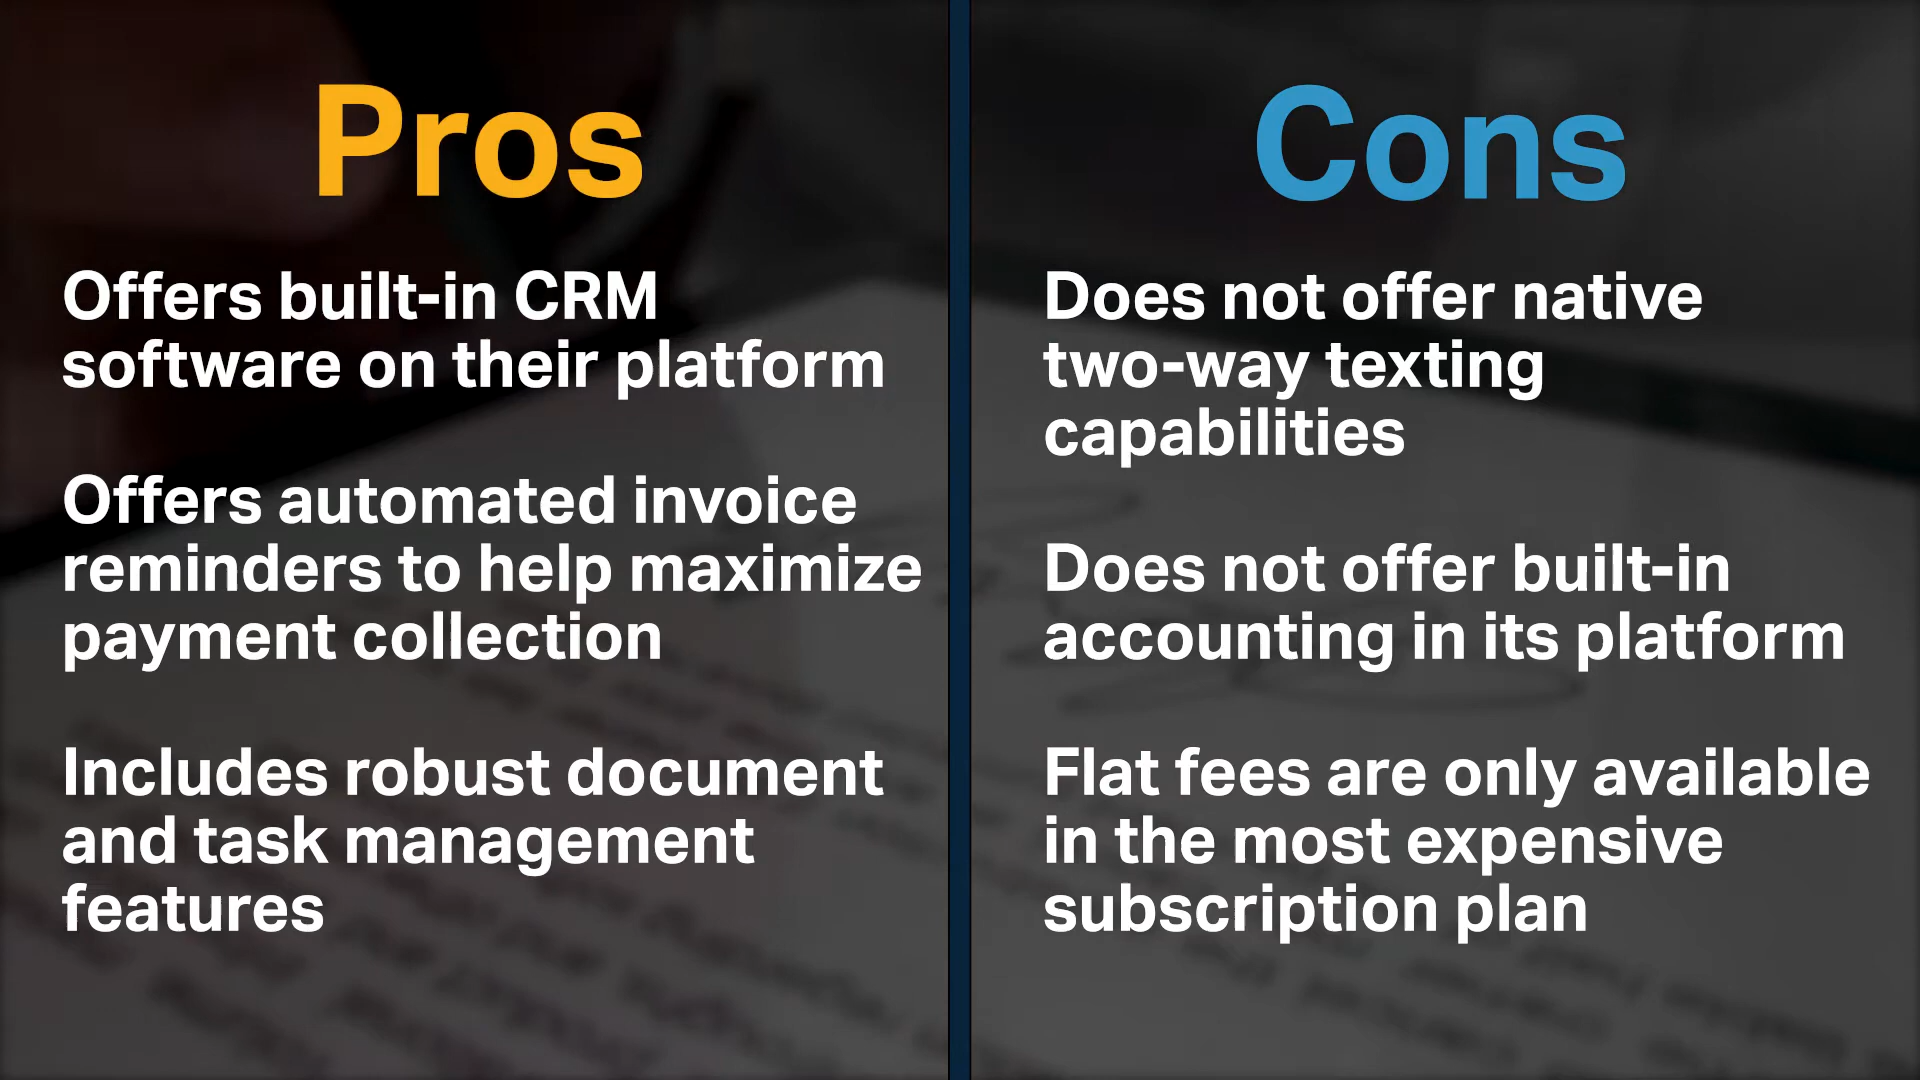 Pros
Offers built-in CRM
software on their platform
Offers automated invoice
reminders to help maximize
payment collection
Includes robust document
and task management
features
Cons
Does not offer native
two-way texting
capabilities
Does not offer built-in
accounting in its platform
Flat fees are only available
in the most expensive
subscription plan